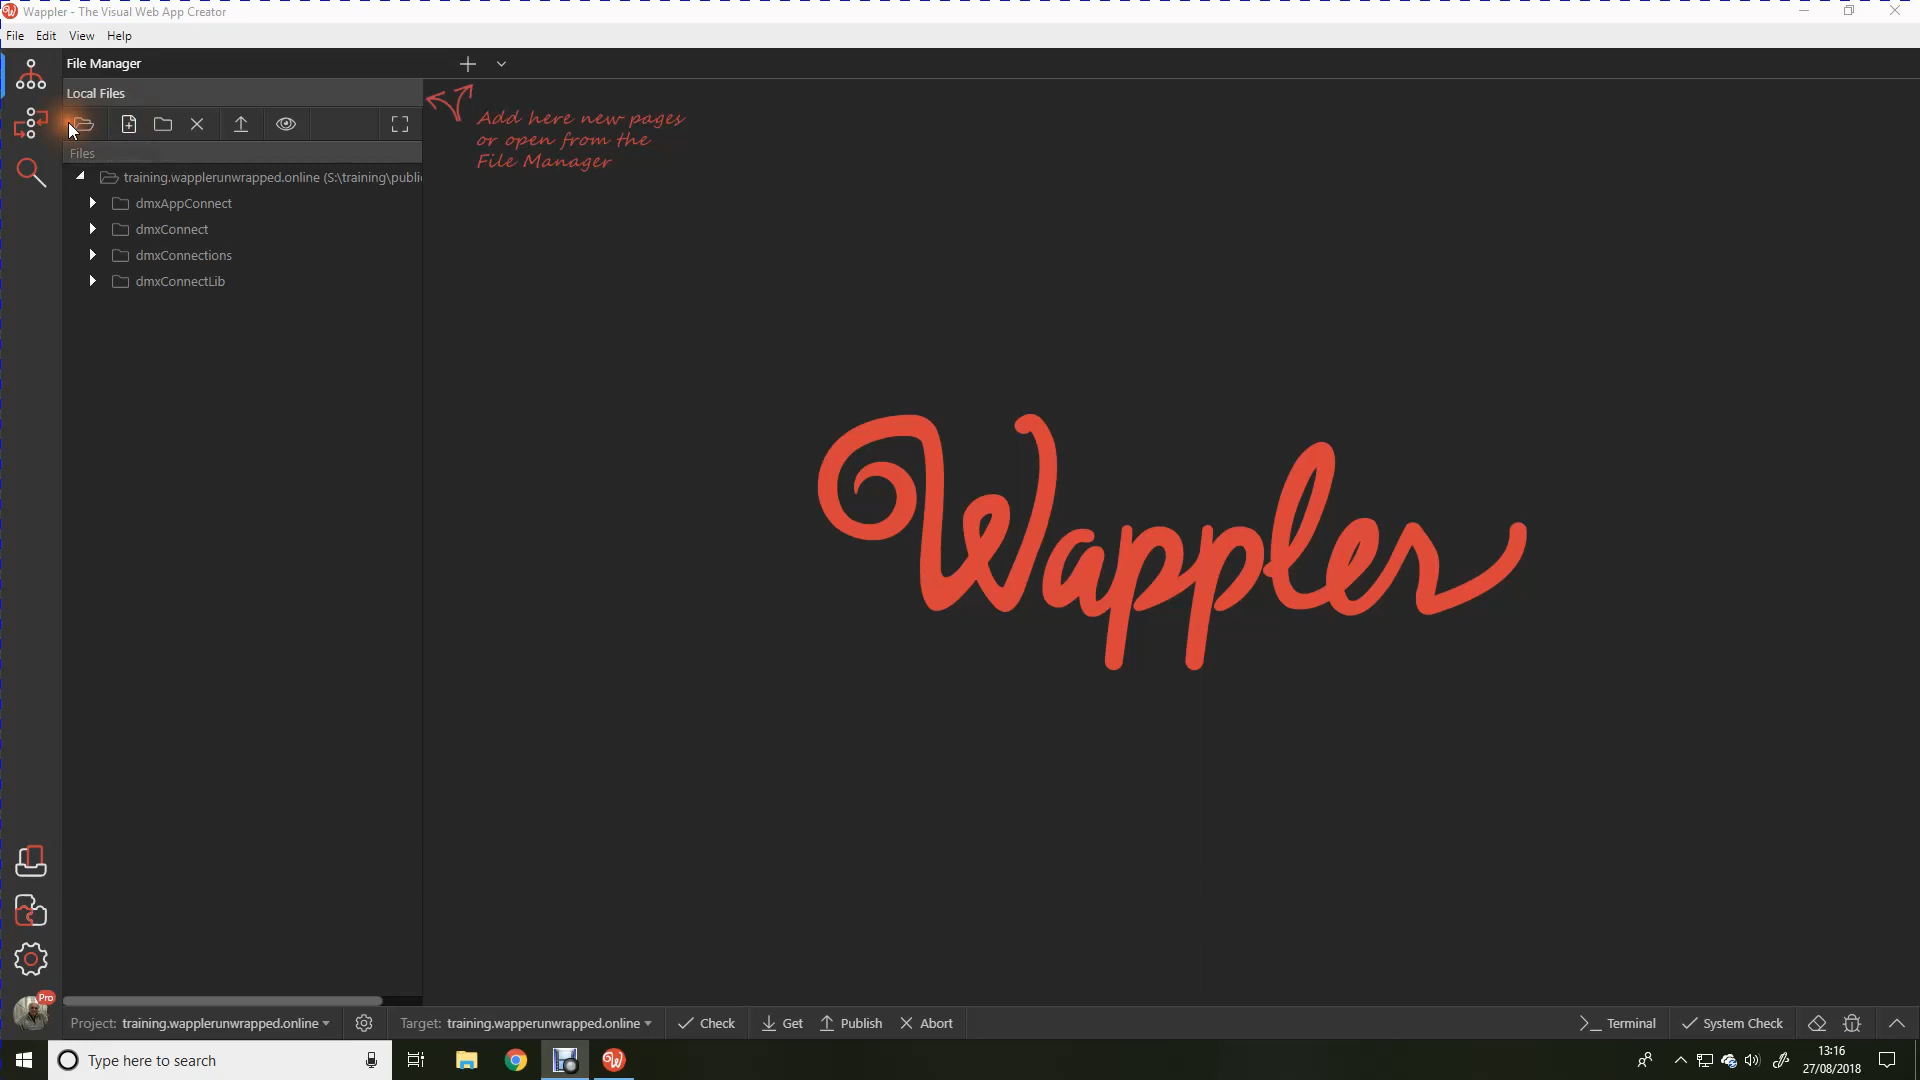 Wappler - The Visual Web App Creator
File Edit View Help
File Manager
Local Files
Add here new pages
or open from the
File Manager
Files
training.wapplerunwrapped.online (S:\training\publi
dmxAppConnect
dmxConnect
dmxConnections
dmxConnectLib
Wappler
Pro
Project: training.wapplerunwrapped.online Target: training.wapperunwrapped.online Check Get Publish Abort Terminal System Check
Type here to search
13:16
27/08/2018